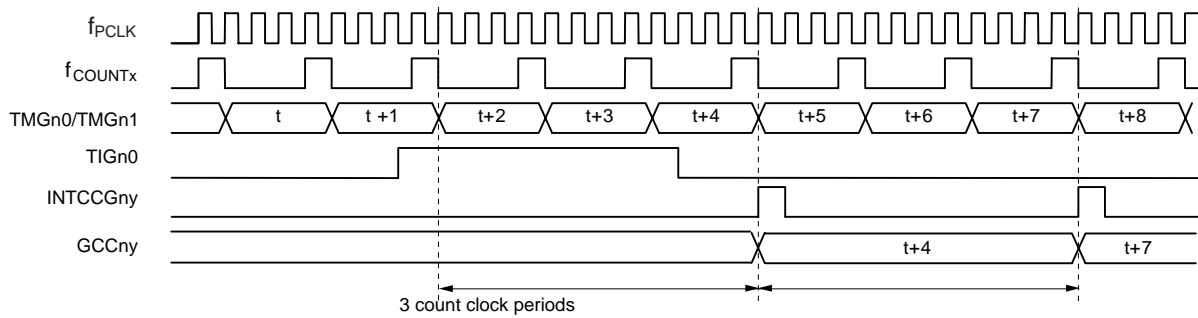 fPCLK
fCOUNTx
TMGn0/TMGn1 t t +1 t+2 t+3 t+4 t+5 t+6 t+7 t+8
TIGn0
INTCCGny
GCCny t+4 t+7
3 count clock periods